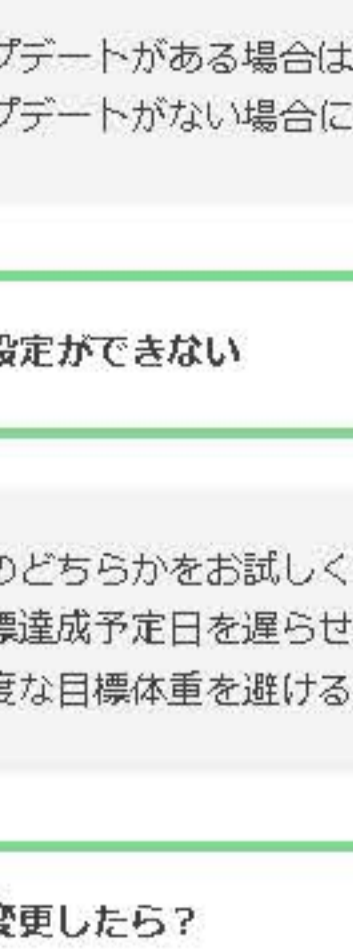 プデートがある場合は
プデートがない場合に
設定ができない
のどちらかをお試しく
標達成予定日を遅らせ
度な目標体重を避ける
変更したら？